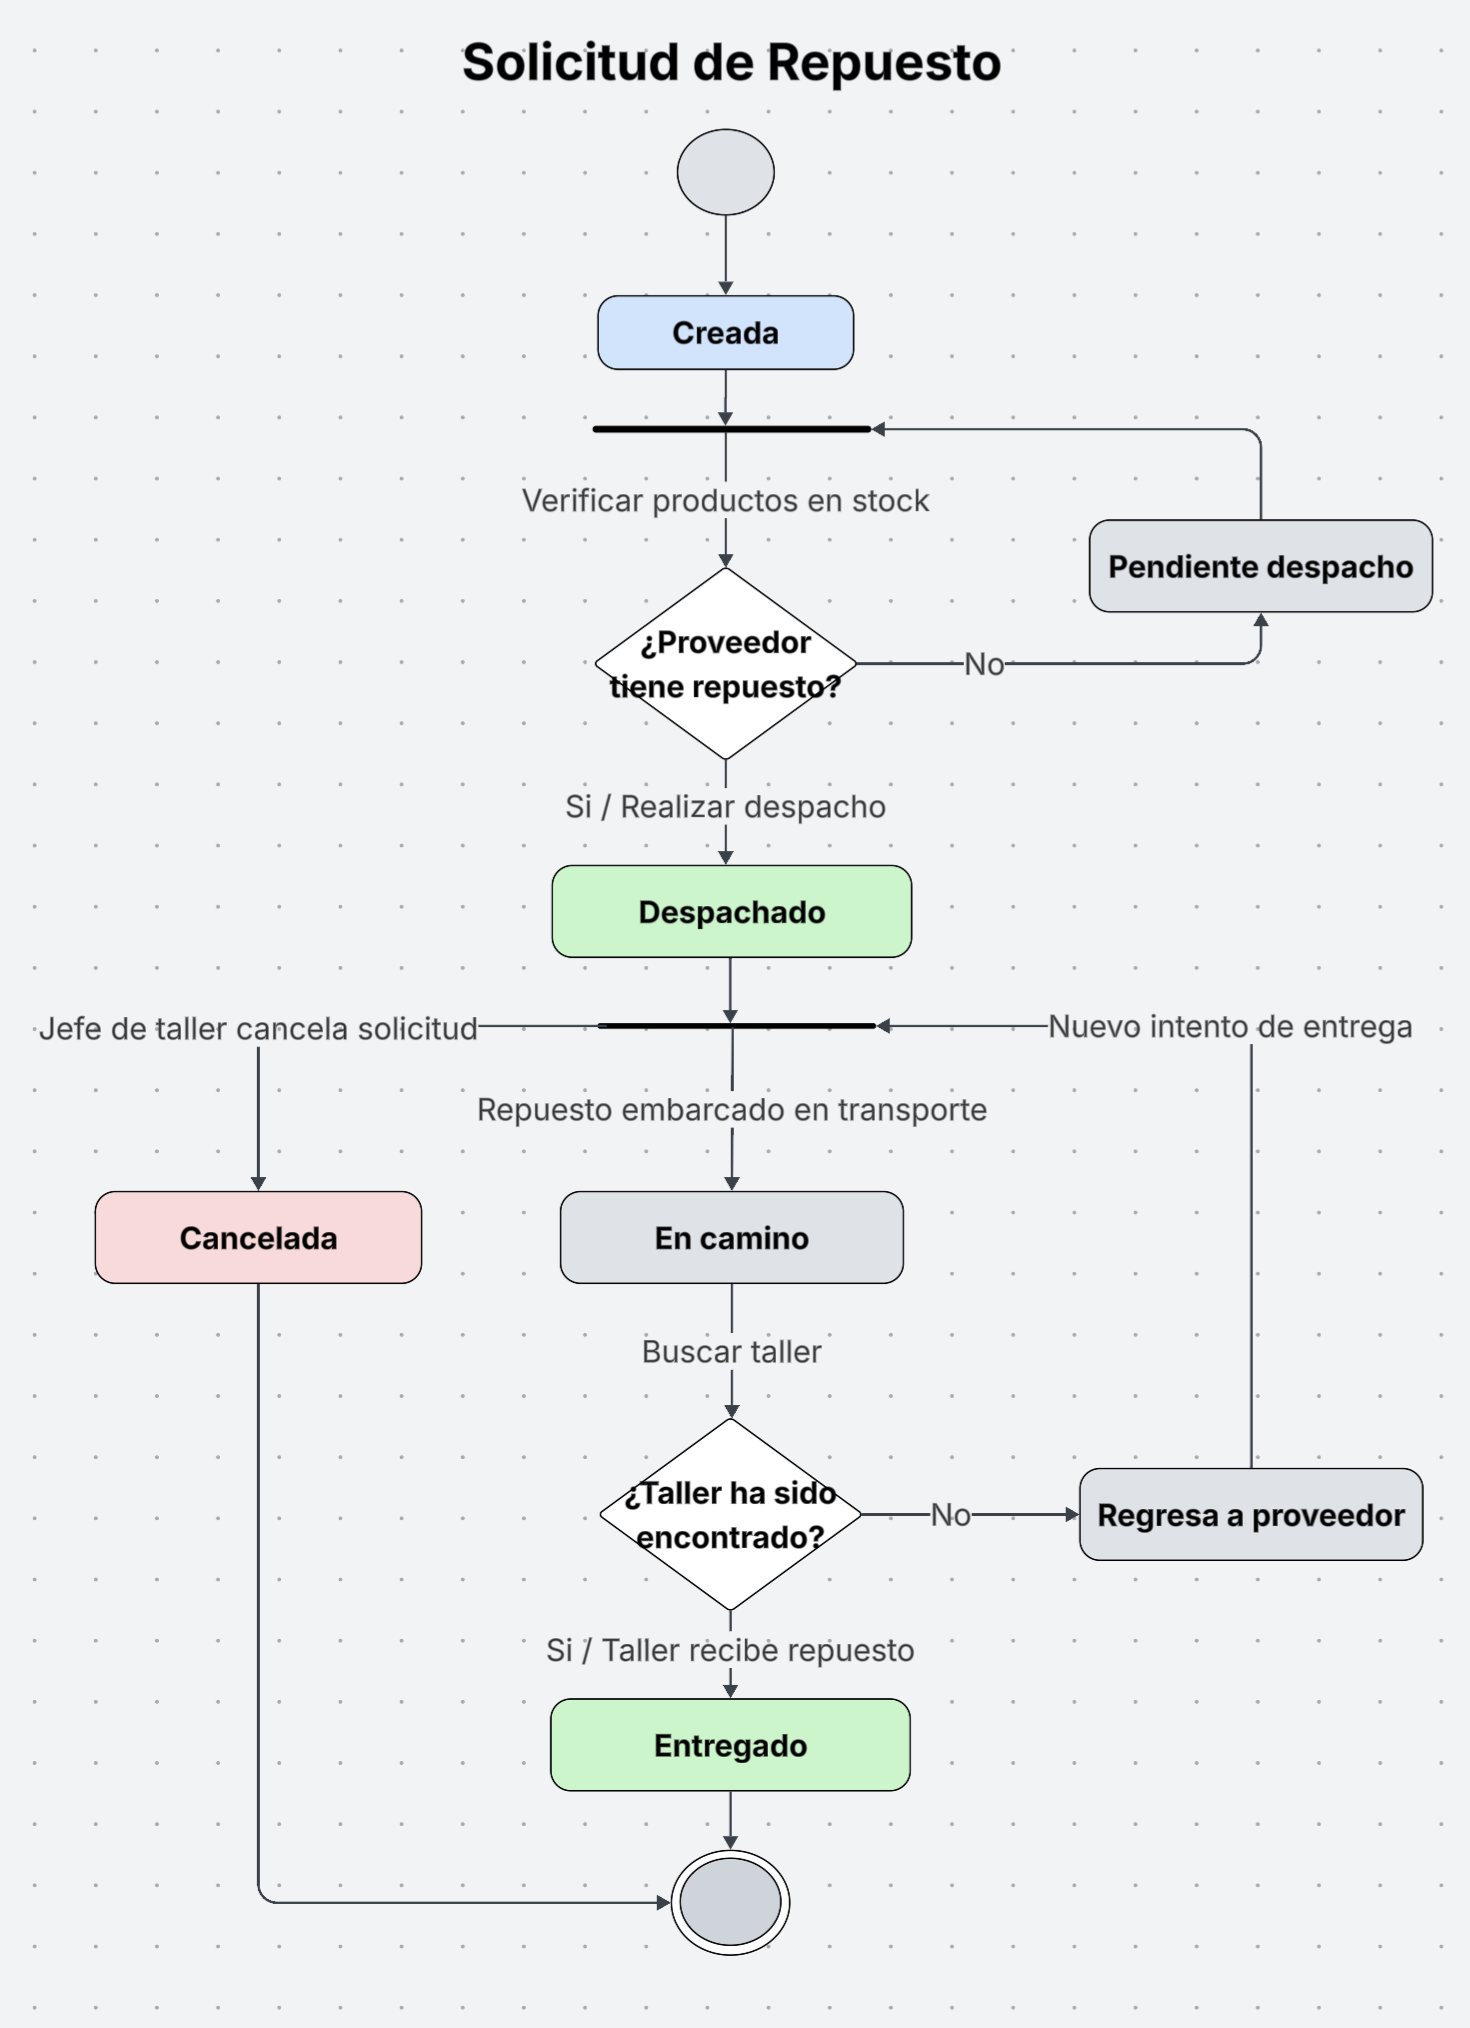 Solicitud de Repuesto
Creada
Verificar productos en stock
Pendiente despacho
¿Proveedor
tiene repuesto?
No
Si / Realizar despacho
Despachado
Jefe de taller cancela solicitud
Nuevo intento de entrega
Repuesto embarcado en transporte
Cancelada
En camino
Buscar taller
¿Taller ha sido
encontrado?
No
Regresa a proveedor
Si / Taller recibe repuesto
Entregado